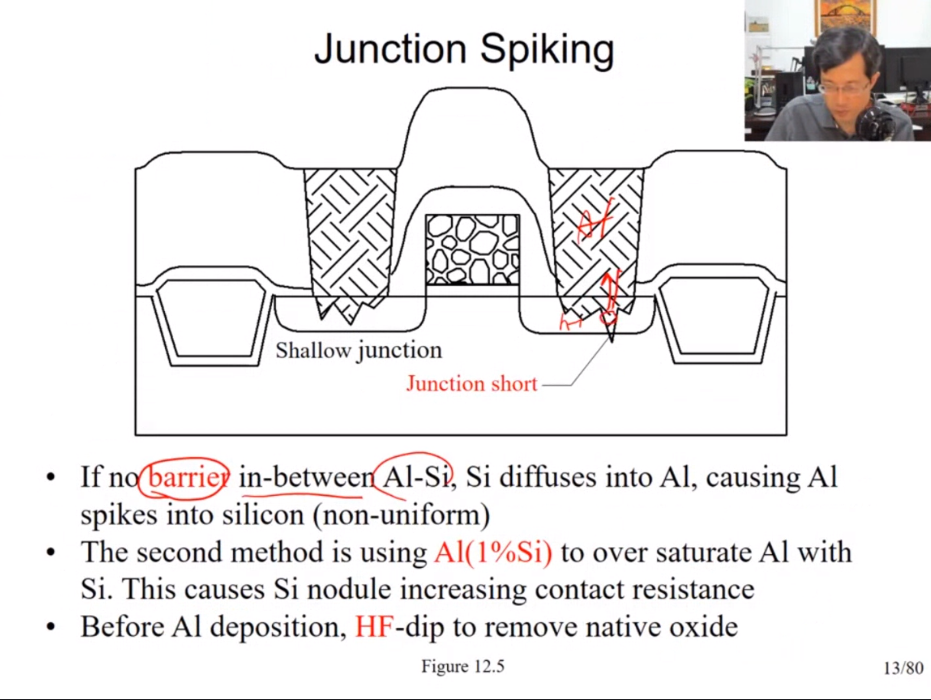 Junction Spiking
Al
Shallow junction
Junction short
• If no barrier in-between Al-Si, Si diffuses into Al, causing Al
spikes into silicon (non-uniform)
• The second method is using Al(1%Si) to over saturate Al with
Si. This causes Si nodule increasing contact resistance
• Before Al deposition, HF-dip to remove native oxide
Figure 12.5
13/80